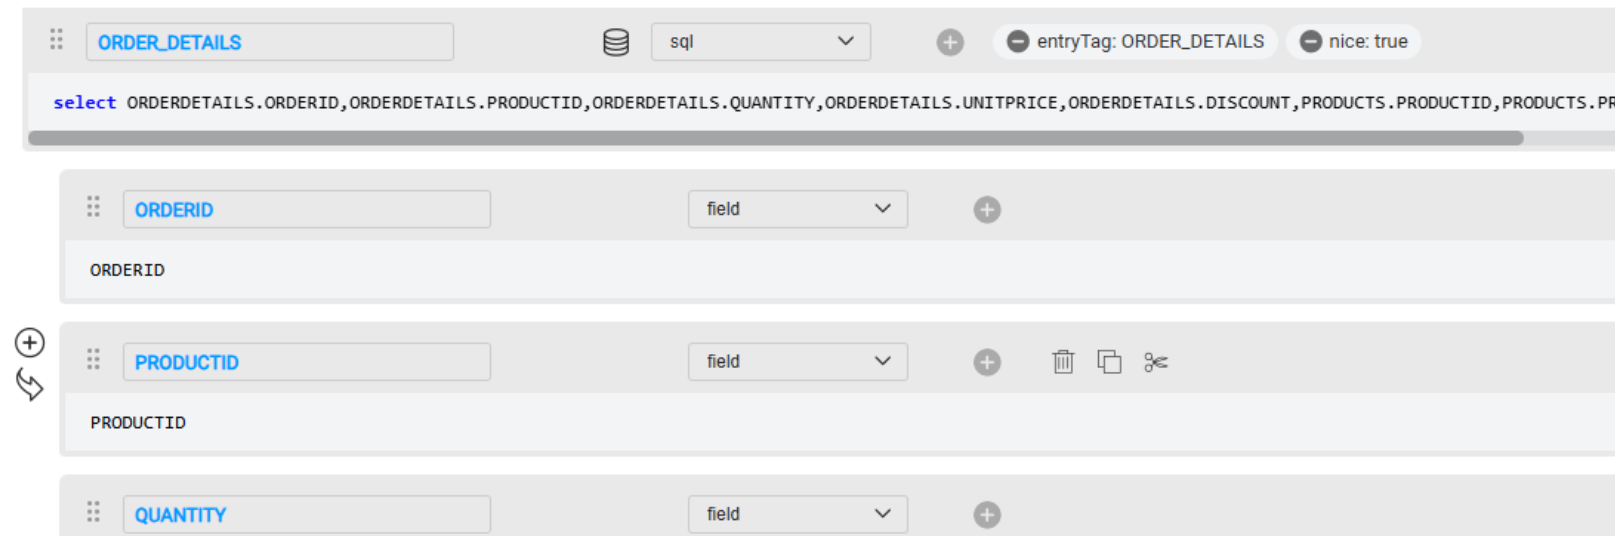 ORDER_DETAILS sql entryTag: ORDER_DETAILS nice: true
select ORDERDETAILS.ORDERID,ORDERDETAILS.PRODUCTID,ORDERDETAILS.QUANTITY,ORDERDETAILS.UNITPRICE,ORDERDETAILS.DISCOUNT,PRODUCTS.PRODUCTID,PRODUCTS.PR
ORDERID field
ORDERID
PRODUCTID field
PRODUCTID
QUANTITY field